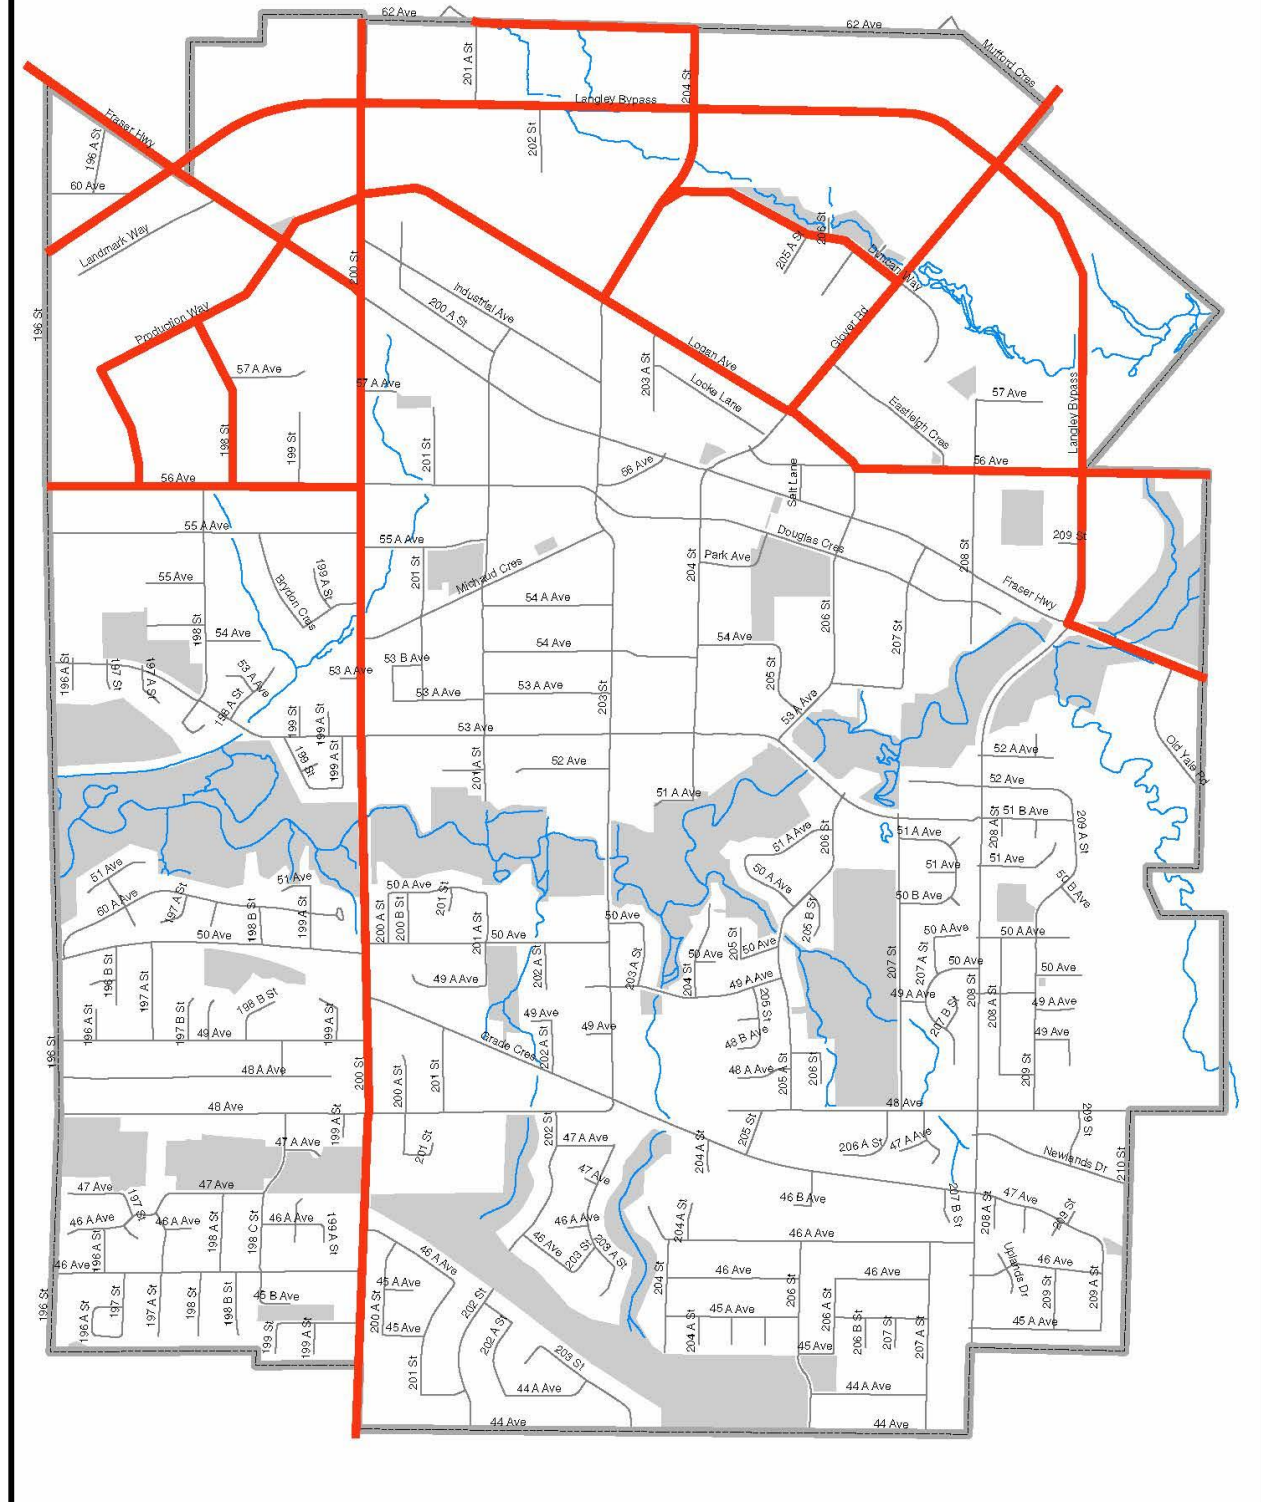 62 Ave
62 Ave
Mufford Cres
201 A St
204 St
Langley Bypass
Fraser Hwy
196 A St
202 St
60 Ave
Landmark Way
205 A St
206 St
Duncan Way
200 St
Industrial Ave
200 A St
Production Way
196 St
Glover Rd
Logan Ave
203 A St
Locke Lane
57 A Ave
57 A Ave
57 Ave
Langley Bypass
Eastleigh Cres
198 St
199 St
201 St
56 Ave
56 Ave
56 Ave
Salt Lane
55 A Ave
55 A Ave
Douglas Cres
209 St
208 St
204 St
Park Ave
Michaud Cres
201 St
199 A St
Brydon Cres
55 Ave
Fraser Hwy
54 A Ave
206 St
207 St
198 St
54 Ave
54 Ave
54 Ave
53 B Ave
53 A Ave
53 A Ave
196 A St
197 St
197 A St
53 A Ave
198 A St
205 St
53 A Ave
53 A Ave
203 St
199 St
199 A St
53 Ave
Old Yale Rd
199 St
199 A St
52 A Ave
52 Ave
201 A St
52 Ave
51 A Ave
51 B Ave
208 A St
209 A St
51 A Ave
206 St
51 A Ave
51 Ave
51 Ave
50 A Ave
50 B Ave
50 B Ave
51 Ave
50 A Ave
197 A St
51 Ave
198 B St
199 A St
50 A Ave
201 St
200 A St
200 B St
201 A St
50 Ave
50 Ave
50 Ave
205 B St
205 St
50 Ave
50 Ave
50 A Ave
50 A Ave
207 A St
207 St
50 Ave
50 Ave
208 St
196 B St
197 A St
49 A Ave
202 A St
203 A St
204 St
49 A Ave
205 St
49 A Ave
207 B St
208 A St
49 A Ave
49 Ave
198 B St
197 B St
49 Ave
196 A St
199 A St
49 Ave
49 Ave
202 A St
Grade Cres
48 B Ave
48 A Ave
205 A St
206 St
209 St
196 St
200 St
48 A Ave
200 A St
201 St
48 Ave
48 Ave
199 A St
47 A Ave
201 St
202 St
47 A Ave
204 A St
205 St
206 A St
47 A Ave
209 St
Newlands Dr
210 St
47 Ave
47 Ave
197 St
47 Ave
46 B Ave
207 B St
208 A St
47 Ave
46 A Ave
46 A Ave
198 A St
198 C St
46 A Ave
199 A St
196 A St
46 Ave
46 A Ave
46 A Ave
46 Ave
203 St
203 A St
204 A St
46 A Ave
Uplands Dr
46 Ave
204 St
46 Ave
46 Ave
206 St
206 A St
209 St
209 A St
196 St
196 A St
197 St
197 A St
198 St
198 B St
45 B Ave
199 St
199 A St
200 A St
45 A Ave
45 Ave
202 St
202 A St
203 St
201 St
204 A St
45 A Ave
45 Ave
206 B St
207 St
207 A St
45 A Ave
44 A Ave
44 A Ave
44 Ave
44 Ave